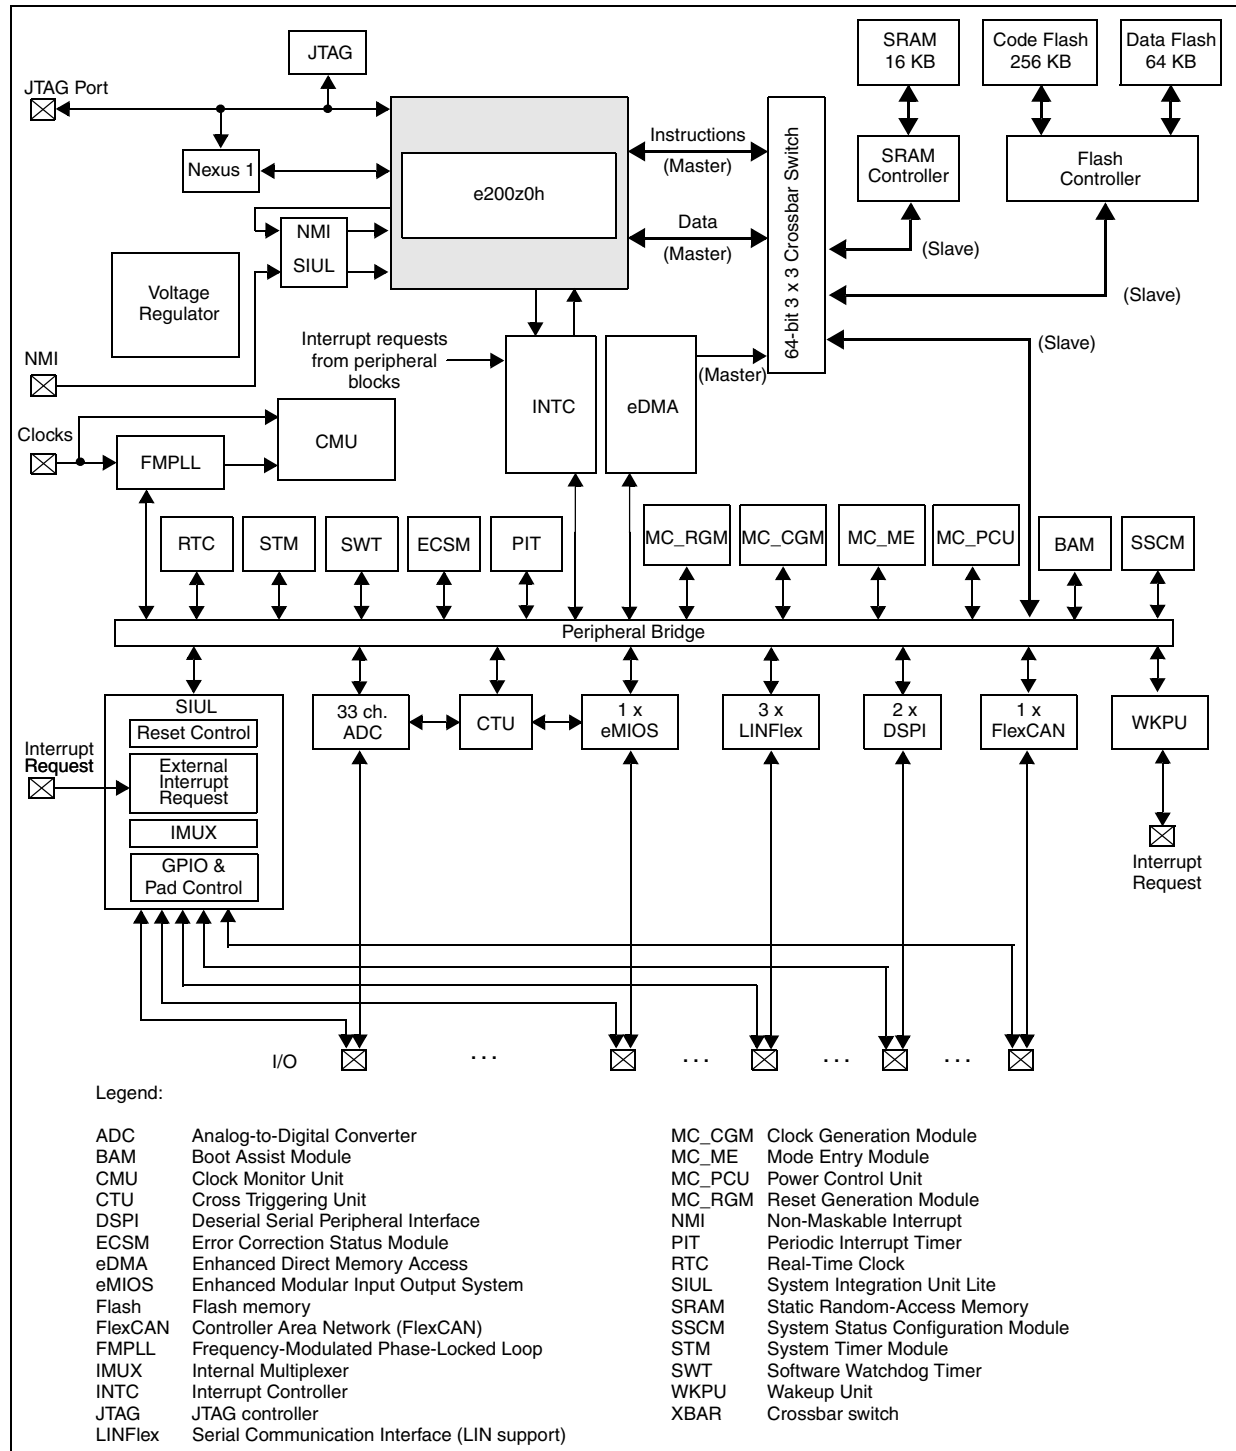 JTAG
SRAM
16 KB
Code Flash
256 KB
Data Flash
64 KB
JTAG Port
Nexus 1
e200z0h
Instructions
(Master)
Data
(Master)
64-bit 3 x 3 Crossbar Switch
SRAM
Controller
Flash
Controller
(Slave)
(Slave)
(Slave)
NMI
SIUL
Voltage
Regulator
NMI
Interrupt requests
from peripheral
blocks
INTC
eDMA
(Master)
Clocks
FMPLL
CMU
RTC
STM
SWT
ECSM
PIT
MC_RGM
MC_CGM
MC_ME
MC_PCU
BAM
SSCM
Peripheral Bridge
SIUL
Reset Control
External
Interrupt
Request
IMUX
GPIO &
Pad Control
Interrupt
Request
33 ch.
ADC
CTU
1 x
eMIOS
3 x
LINFlex
2 x
DSPI
1 x
FlexCAN
WKPU
Interrupt
Request
I/O
. . .
. . .
. . .
. . .
Legend:
ADC Analog-to-Digital Converter
BAM Boot Assist Module
CMU Clock Monitor Unit
CTU Cross Triggering Unit
DSPI Deserial Serial Peripheral Interface
ECSM Error Correction Status Module
eDMA Enhanced Direct Memory Access
eMIOS Enhanced Modular Input Output System
Flash Flash memory
FlexCAN Controller Area Network (FlexCAN)
FMPLL Frequency-Modulated Phase-Locked Loop
IMUX Internal Multiplexer
INTC Interrupt Controller
JTAG JTAG controller
LINFlex Serial Communication Interface (LIN support)
MC_CGM Clock Generation Module
MC_ME Mode Entry Module
MC_PCU Power Control Unit
MC_RGM Reset Generation Module
NMI Non-Maskable Interrupt
PIT Periodic Interrupt Timer
RTC Real-Time Clock
SIUL System Integration Unit Lite
SRAM Static Random-Access Memory
SSCM System Status Configuration Module
STM System Timer Module
SWT Software Watchdog Timer
WKPU Wakeup Unit
XBAR Crossbar switch